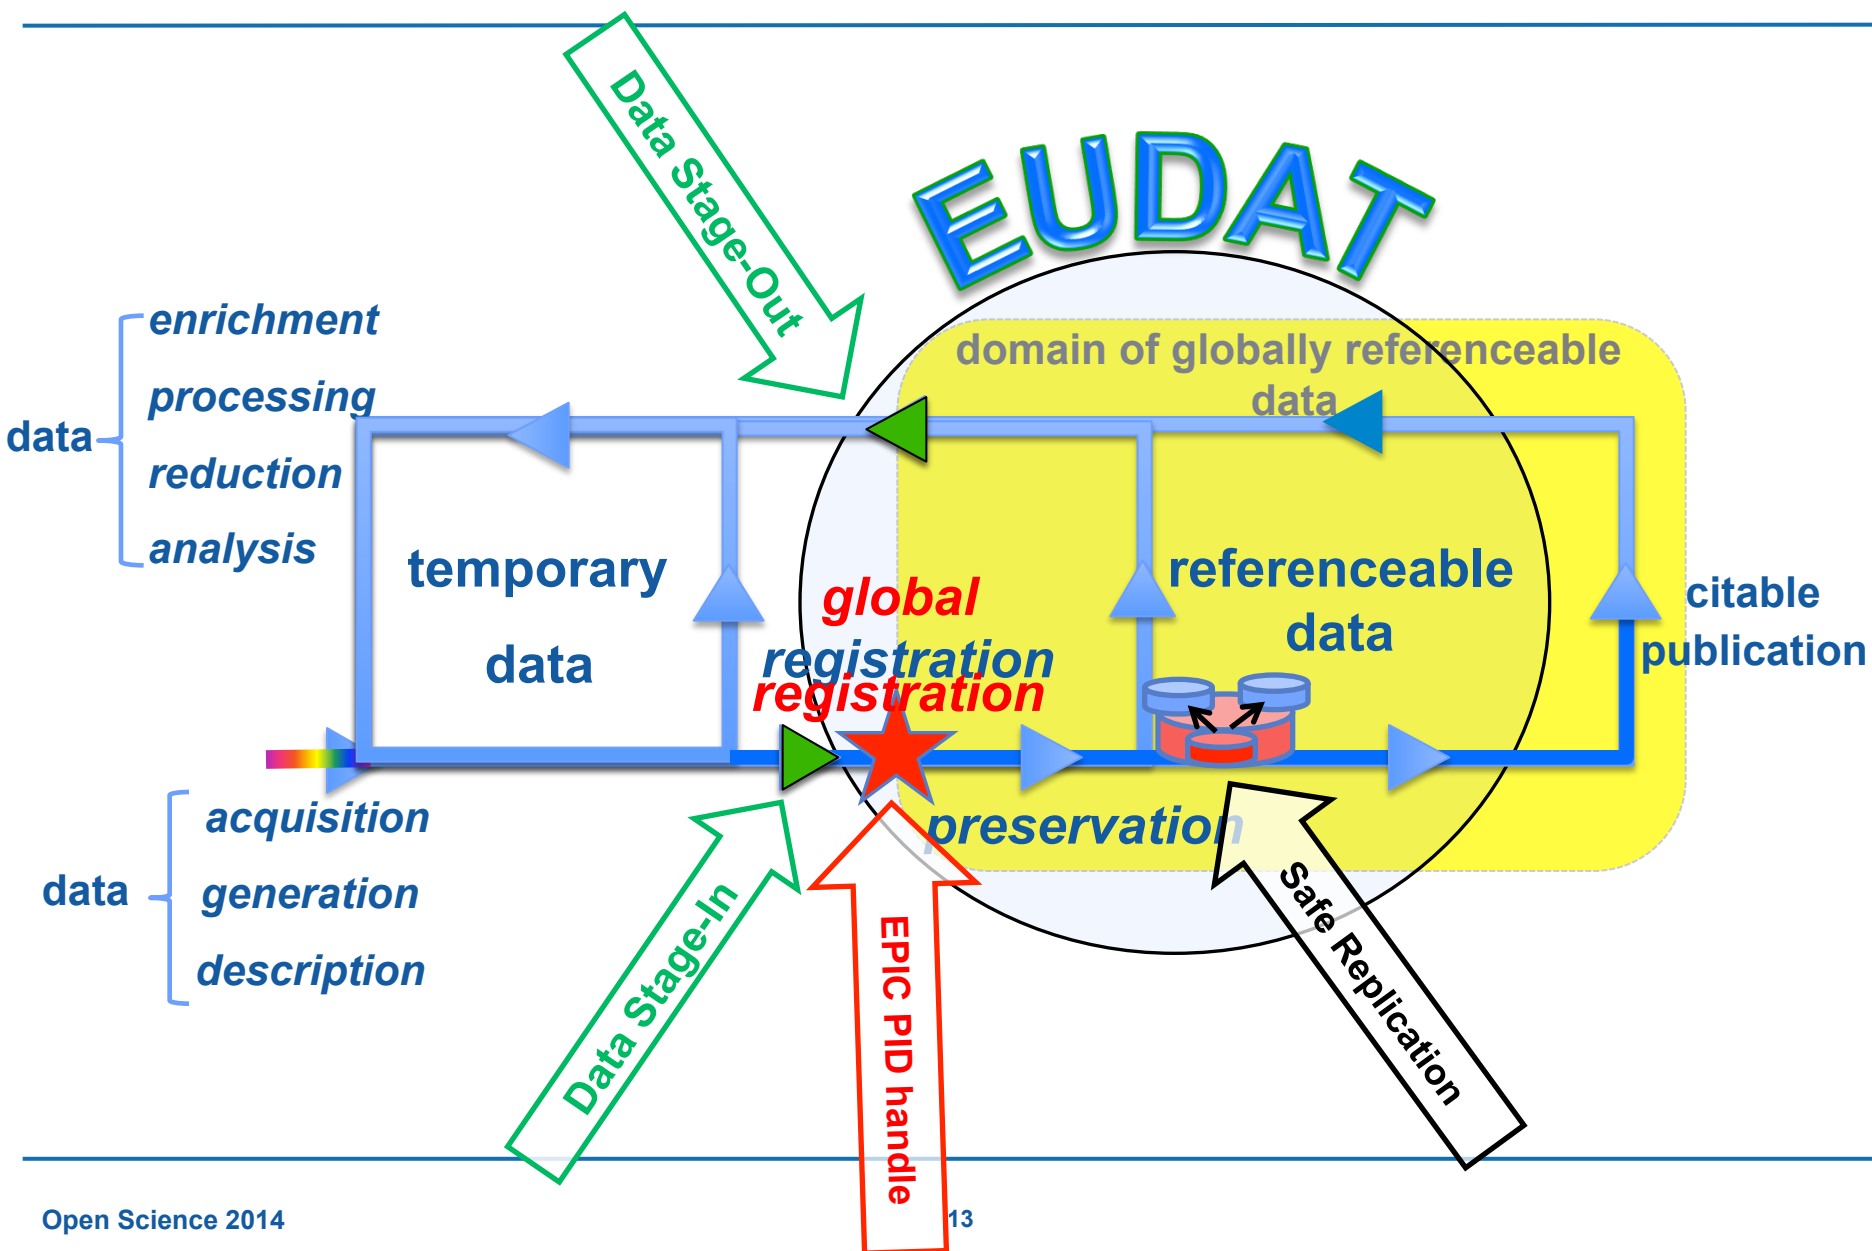 Data Stage-Out
EUDAT
domain of globally referenceable
data
data
enrichment
processing
reduction
analysis
temporary
data
global
registration
registration
referenceable
data
citable
publication
preservation
data
acquisition
generation
description
Data Stage-In
EPIC PID handle
Safe Replication
Open Science 2014
13